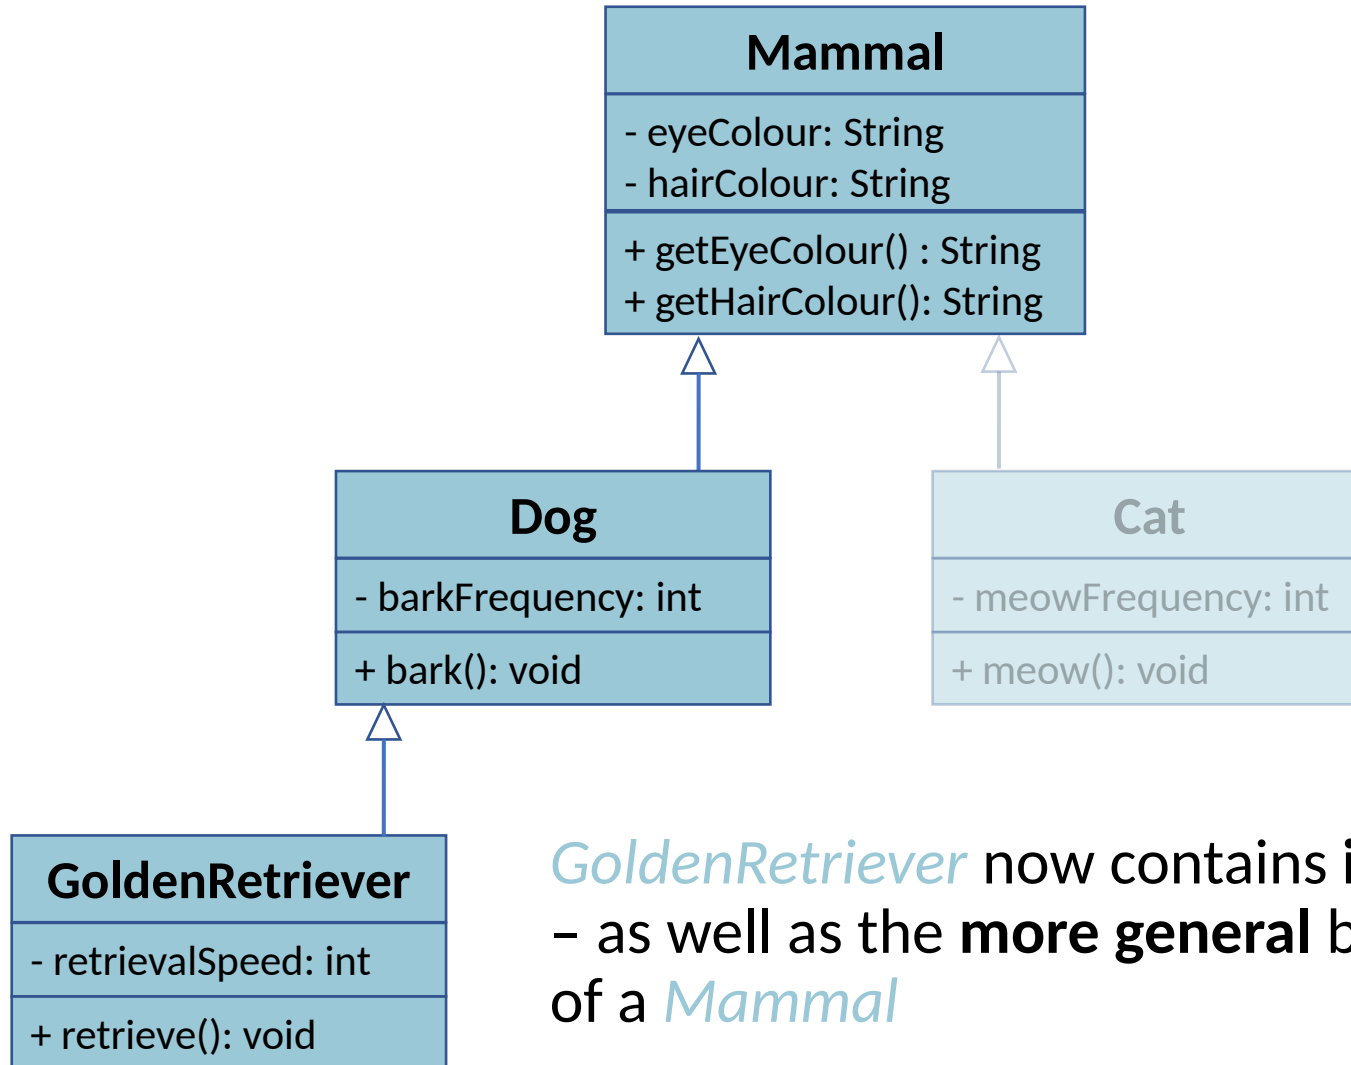 Mammal
- eyeColour: String
- hairColour: String
+ getEyeColour() : String
+ getHairColour(): String
Dog
- barkFrequency: int
+ bark(): void
Cat
- meowFrequency: int
+ meow(): void
GoldenRetriever
- retrievalSpeed: int
+ retrieve(): void
GoldenRetriever now contains
– as well as the more general
of a Mammal